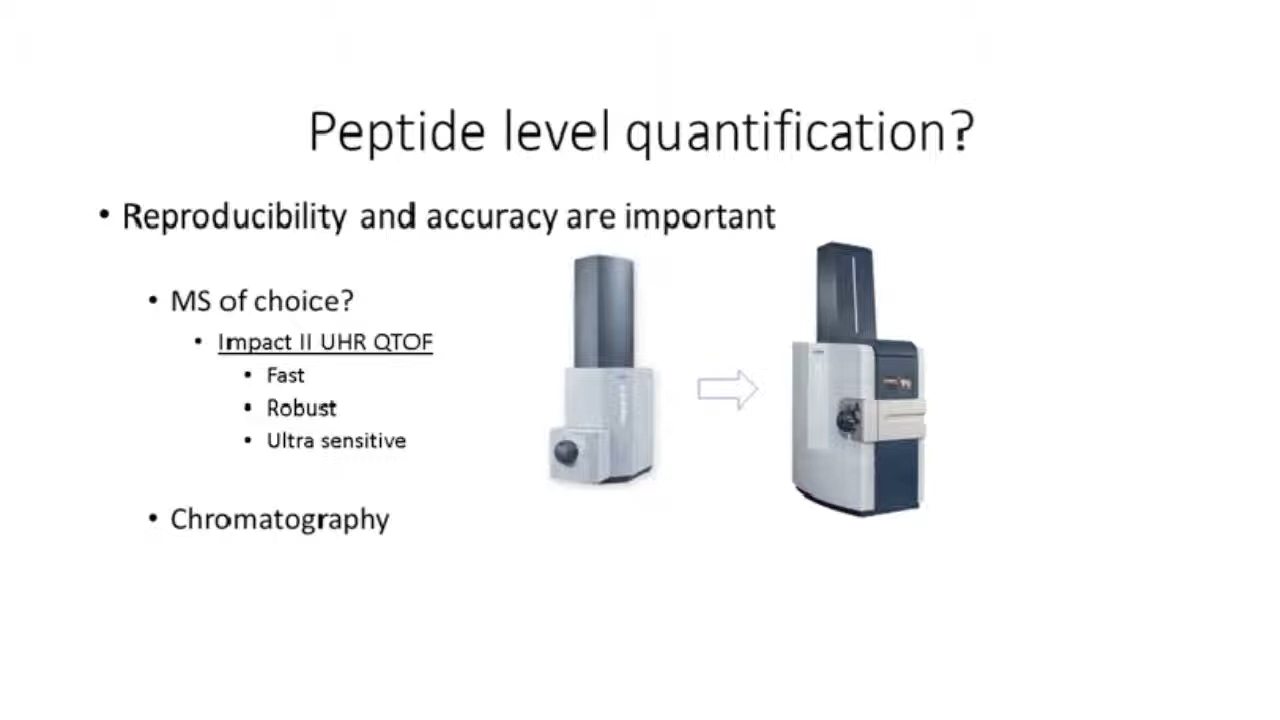 Peptide level quantification?
• Reproducibility and accuracy are important
• MS of choice?
• Impact II UHR QTOF
• Fast
• Robust
• Ultra sensitive
• Chromatography